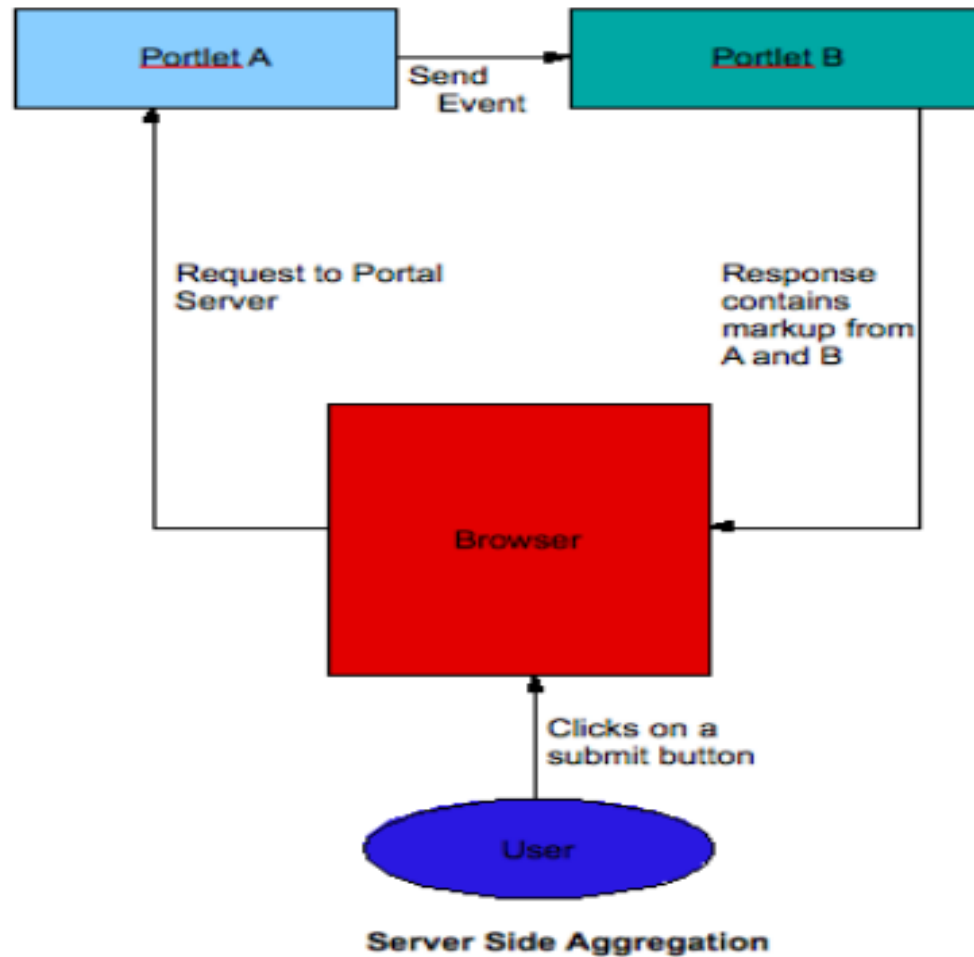 Portlet A
Portlet B
Send
Event
Request to Portal
Server
Response
contains
markup from
A and B
Browser
Clicks on a
submit button
User
Server Side Aggregation